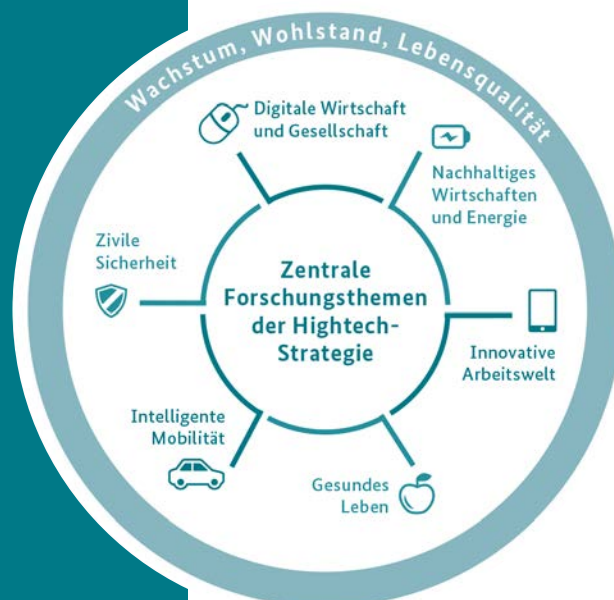 Wachstum, Wohlstand, Lebensqualität
Digitale Wirtschaft
und Gesellschaft
Nachhaltiges
Wirtschaften
und Energie
Zivile
Sicherheit
Zentrale
Forschungsthemen
der Hightech-
Strategie
Innovative
Arbeitswelt
Intelligente
Mobilität
Gesundes
Leben